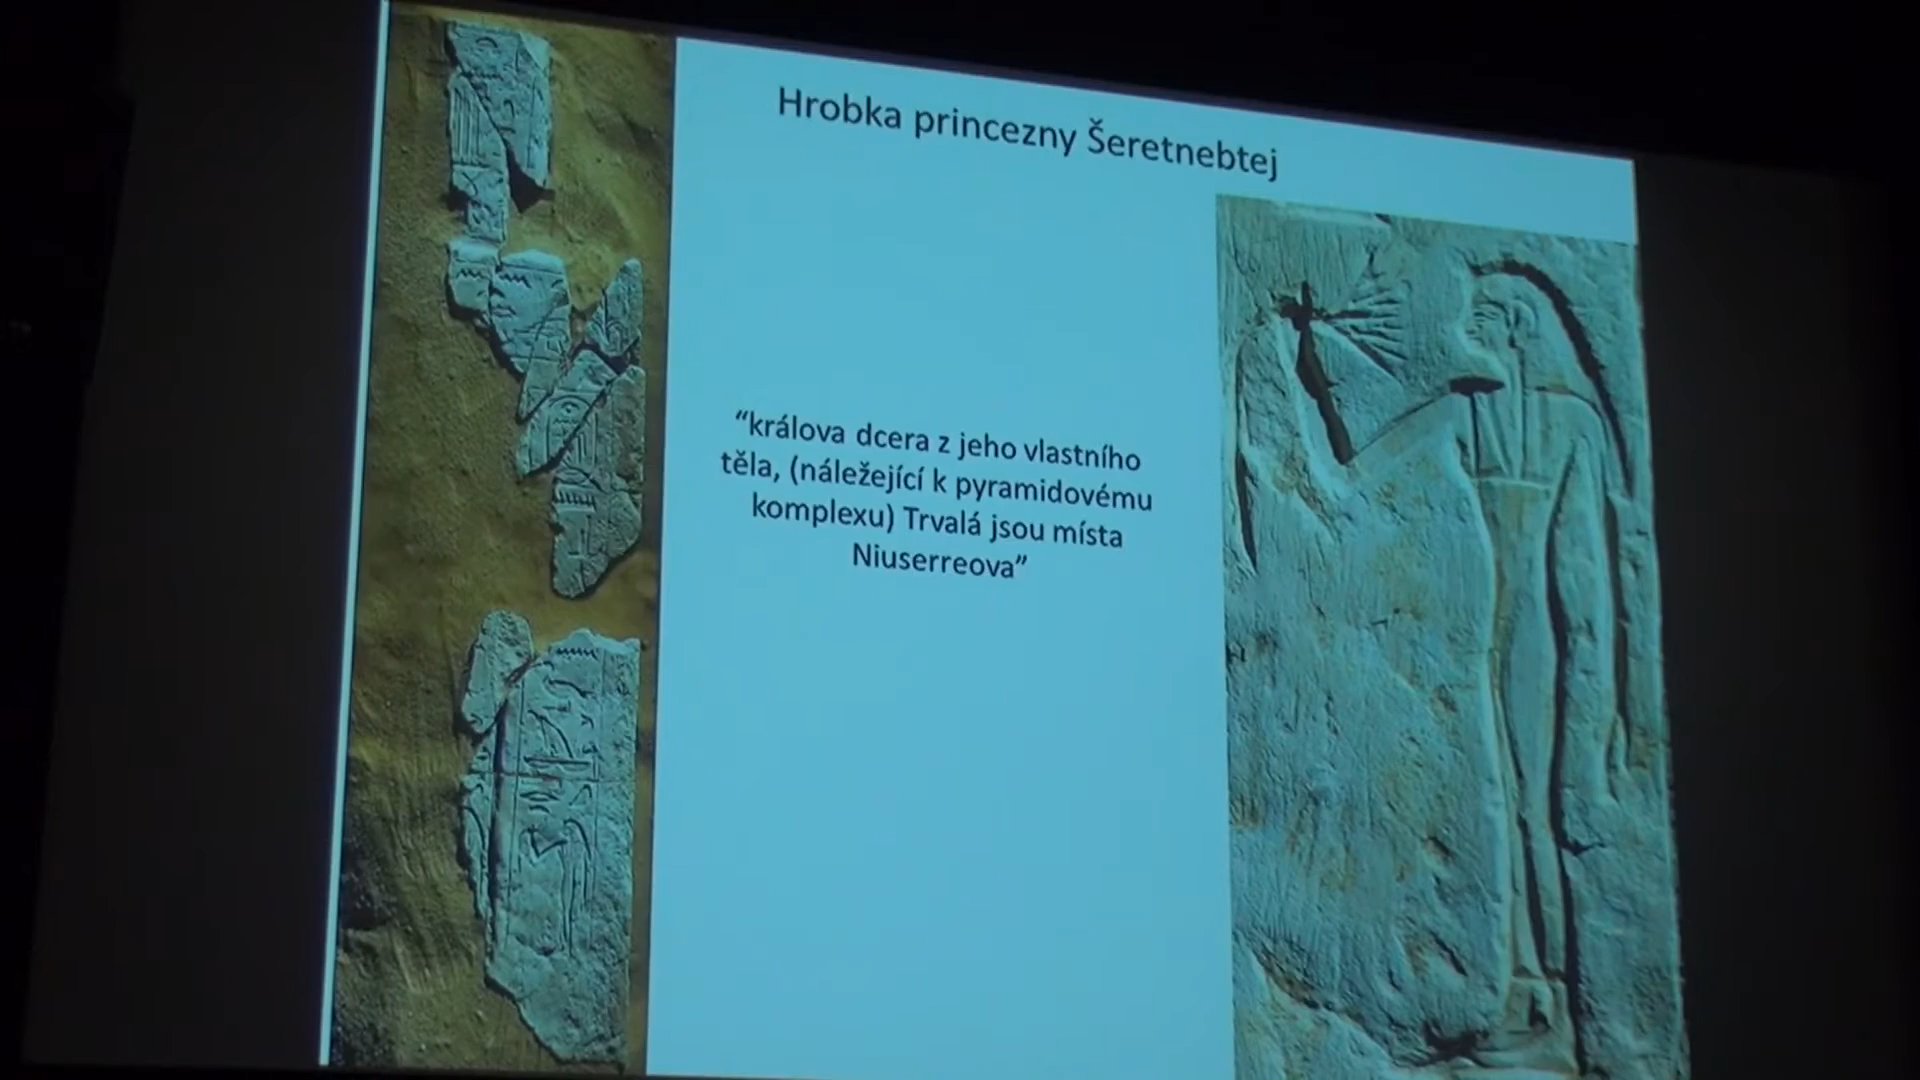 Hrobka princezny Šeretnebtej
“králova dcera z jeho vlastního
těla, (náležející k pyramidovému
komplexu) Trvalá jsou místa
Niuserreova”